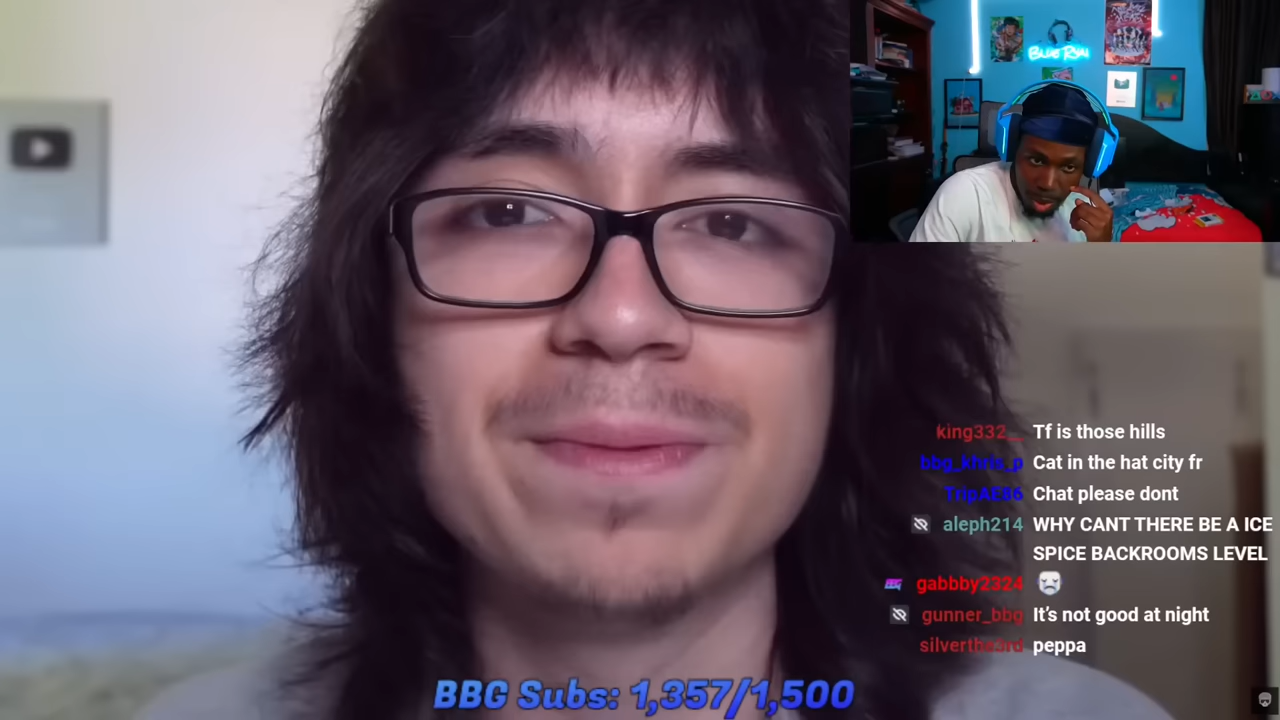 BLUE RYN
king332__ Tf is those hills
bbg_khris_p Cat in the hat city fr
TripAE86 Chat please dont
aleph214 WHY CANT THERE BE A ICE
SPICE BACKROOMS LEVEL
BBG gabbby2324
gunner_bbg It’s not good at night
silverthe3rd peppa
BBG Subs: 1,357/1,500